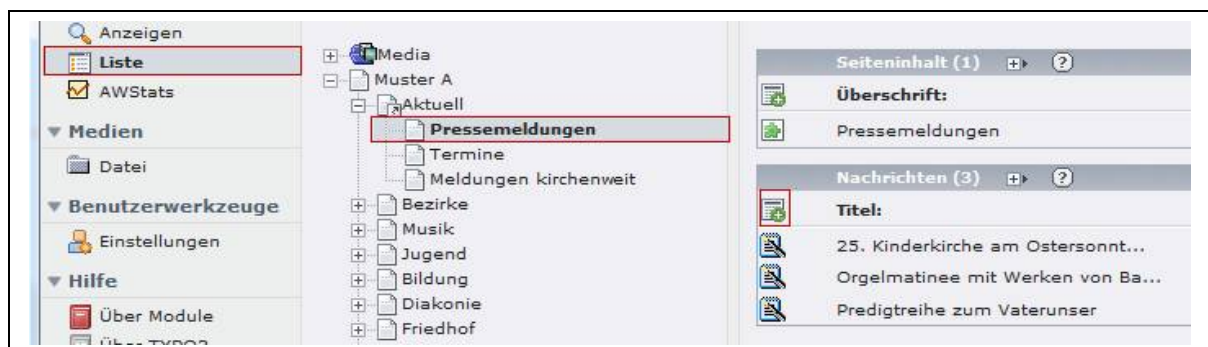 Anzeigen
Liste
AWStats
Medien
Datei
Benutzerwerkzeuge
Einstellungen
Hilfe
Über Module
Über TYPO3
Media
Muster A
Aktuell
Pressemeldungen
Termine
Meldungen kirchenweit
Bezirke
Musik
Jugend
Bildung
Diakonie
Friedhof
Seiteninhalt (1)
Überschrift:
Pressemeldungen
Nachrichten (3)
Titel:
25. Kinderkirche am Ostersonnt...
Orgelmatinee mit Werken von Ba...
Predigtreihe zum Vaterunser